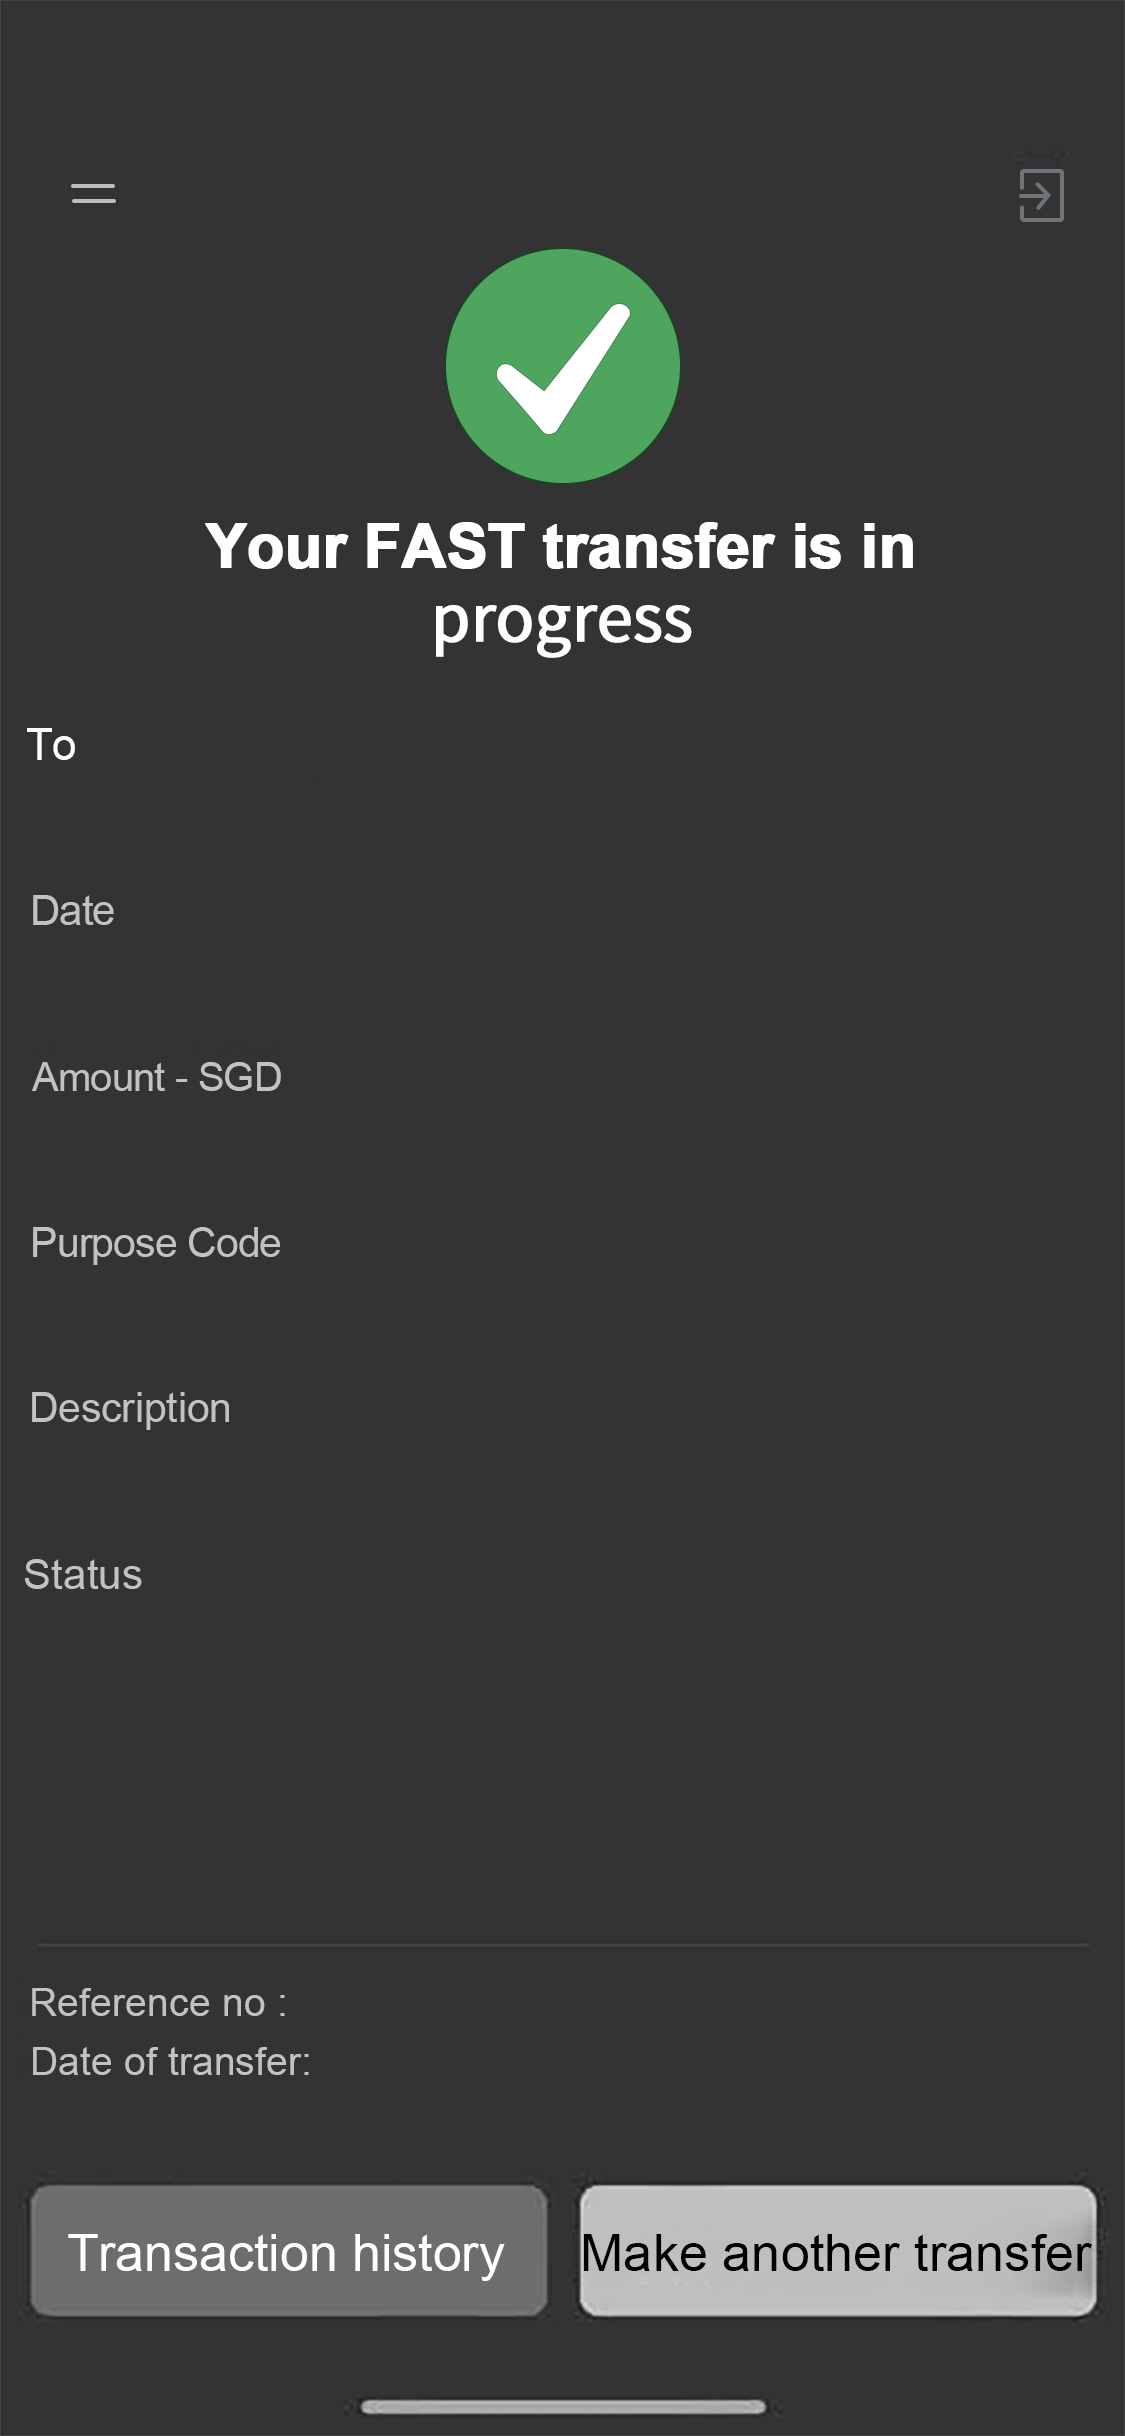 Your FAST transfer is in
progress
To
Date
Amount - SGD
Purpose Code
Description
Status
Reference no :
Date of transfer:
Transaction history
Make another transfer